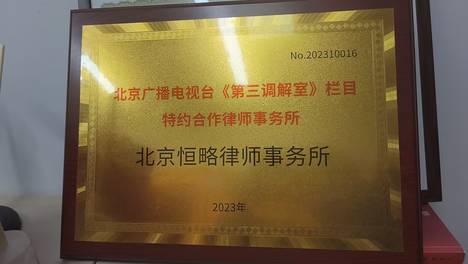 No.202310016
北京广播电视台《第三调解室》栏目
特约合作律师事务所
北京恒略律师事务所
2023年